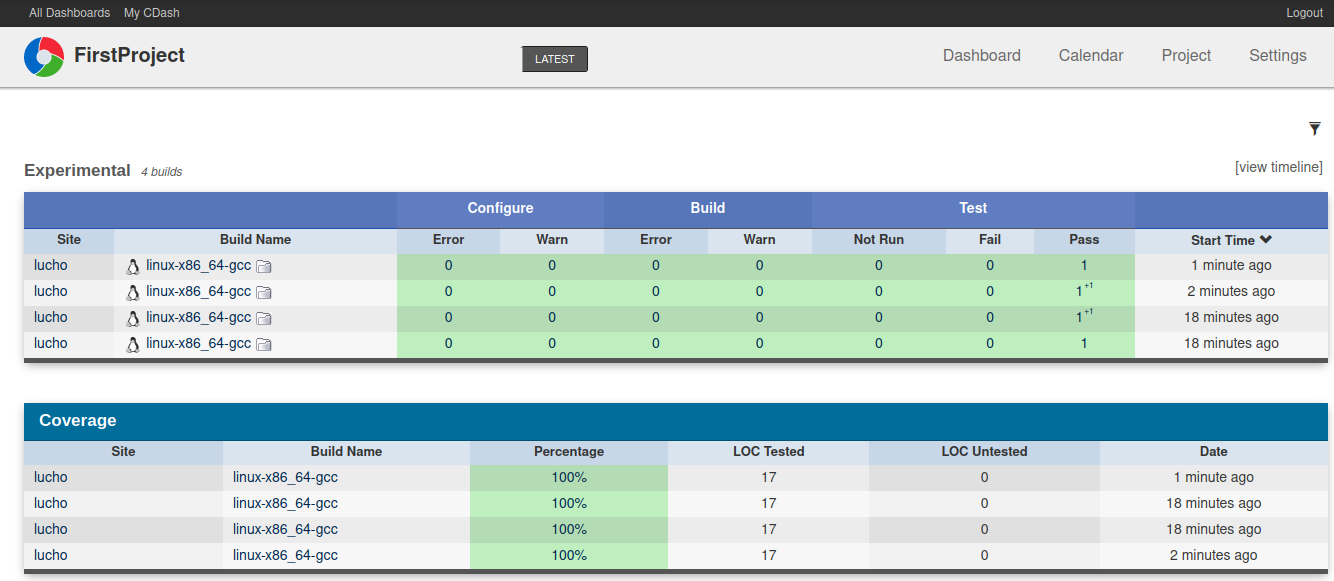 All Dashboards My CDash Logout
FirstProject LATEST Dashboard Calendar Project Settings
Experimental 4 builds [view timeline]
Configure Build Test
Site Build Name Error Warn Error Warn Not Run Fail Pass Start Time
lucho linux-x86_64-gcc 0 0 0 0 0 0 1 1 minute ago
lucho linux-x86_64-gcc 0 0 0 0 0 0 1 +1 2 minutes ago
lucho linux-x86_64-gcc 0 0 0 0 0 0 1 +1 18 minutes ago
lucho linux-x86_64-gcc 0 0 0 0 0 0 1 18 minutes ago
Coverage
Site Build Name Percentage LOC Tested LOC Untested Date
lucho linux-x86_64-gcc 100% 17 0 1 minute ago
lucho linux-x86_64-gcc 100% 17 0 18 minutes ago
lucho linux-x86_64-gcc 100% 17 0 18 minutes ago
lucho linux-x86_64-gcc 100% 17 0 2 minutes ago